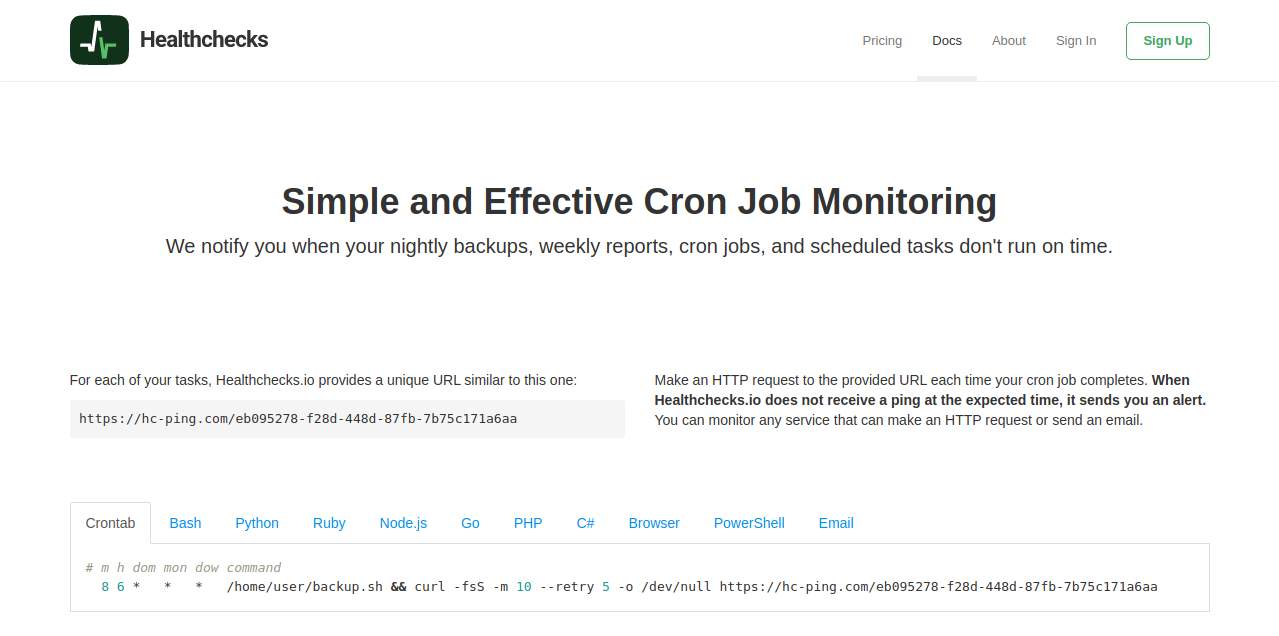 Healthchecks
Pricing
Docs
About
Sign In
Sign Up
Simple and Effective Cron Job Monitoring
We notify you when your nightly backups, weekly reports, cron jobs, and scheduled tasks don't run on time.
For each of your tasks, Healthchecks.io provides a unique URL similar to this one:
https://hc-ping.com/eb095278-f28d-448d-87fb-7b75c171a6aa
Make an HTTP request to the provided URL each time your cron job completes. When
Healthchecks.io does not receive a ping at the expected time, it sends you an alert.
You can monitor any service that can make an HTTP request or send an email.
Crontab
Bash
Python
Ruby
Node.js
Go
PHP
C#
Browser
PowerShell
Email
# m h dom mon dow command
8 6 * * * /home/user/backup.sh && curl -fsS -m 10 --retry 5 -o /dev/null https://hc-ping.com/eb095278-f28d-448d-87fb-7b75c171a6aa